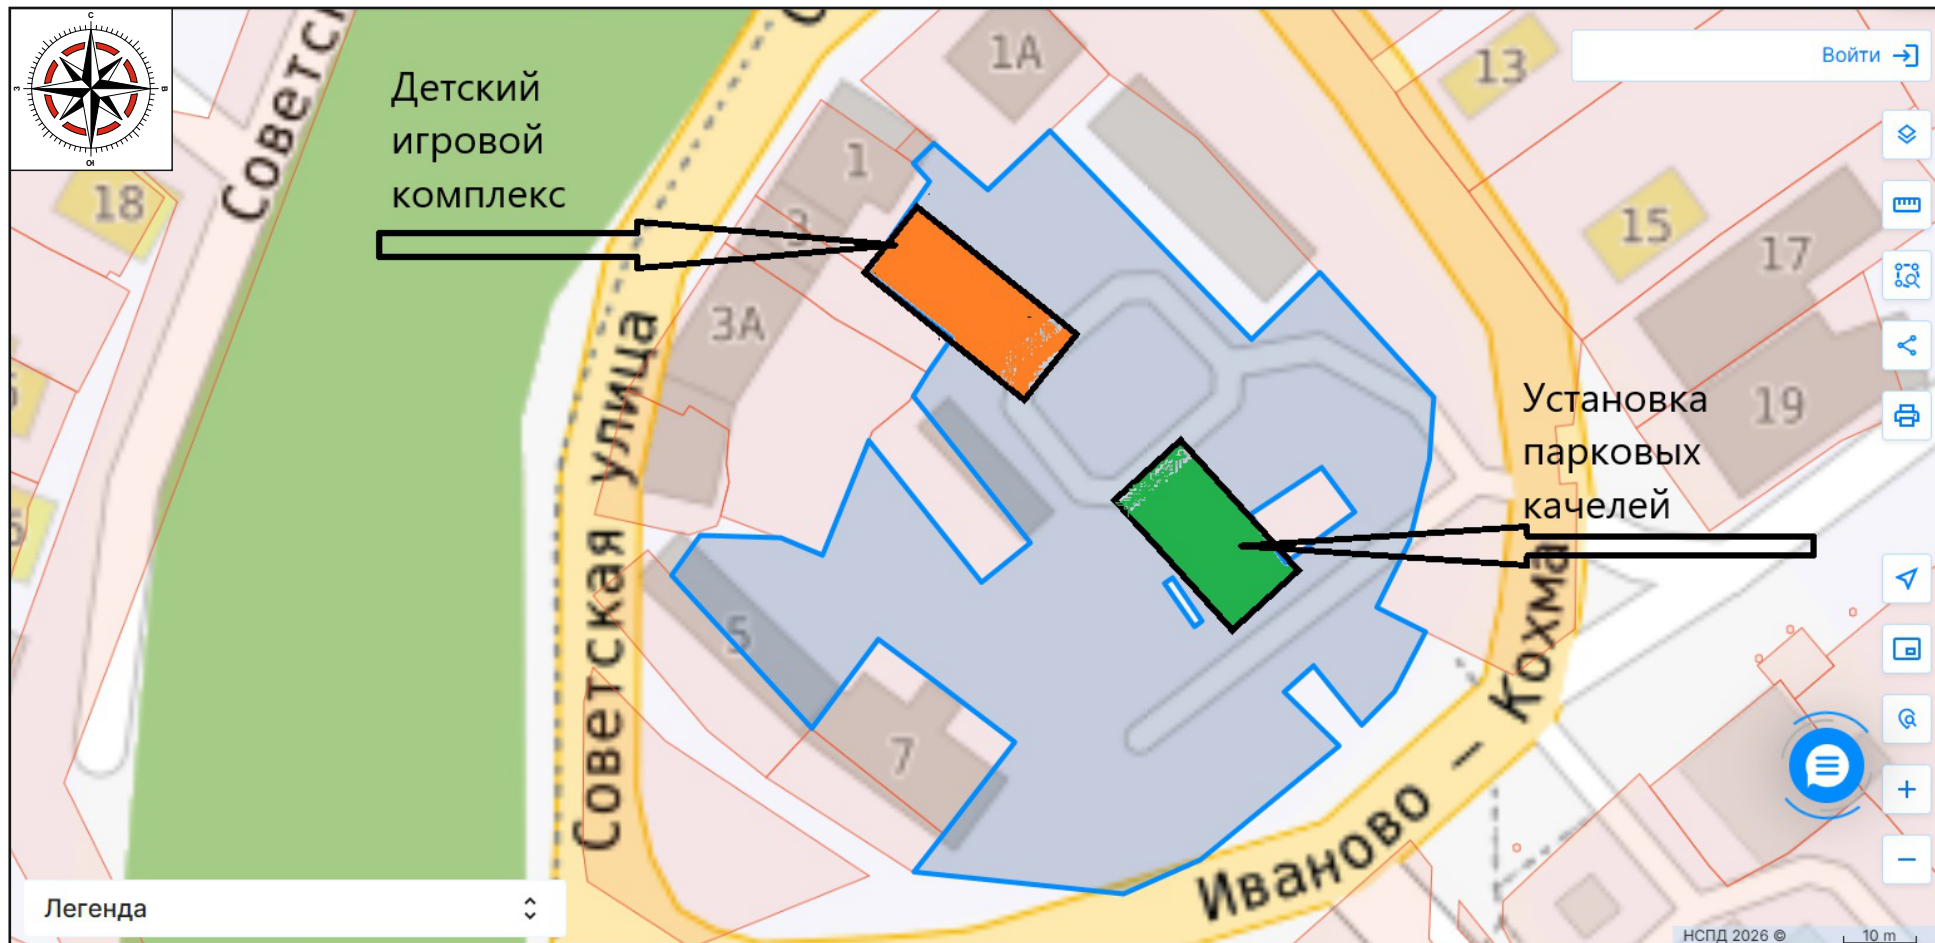 С
З
В
Ю
Советск
С
1А
13
Войти
Детский
игровой
комплекс
18
1
3
15
17
3А
19
Установка
парковых
качелей
Советская улица
5
7
Иваново — Кохма
Легенда
НСПД 2026 ©
10 m